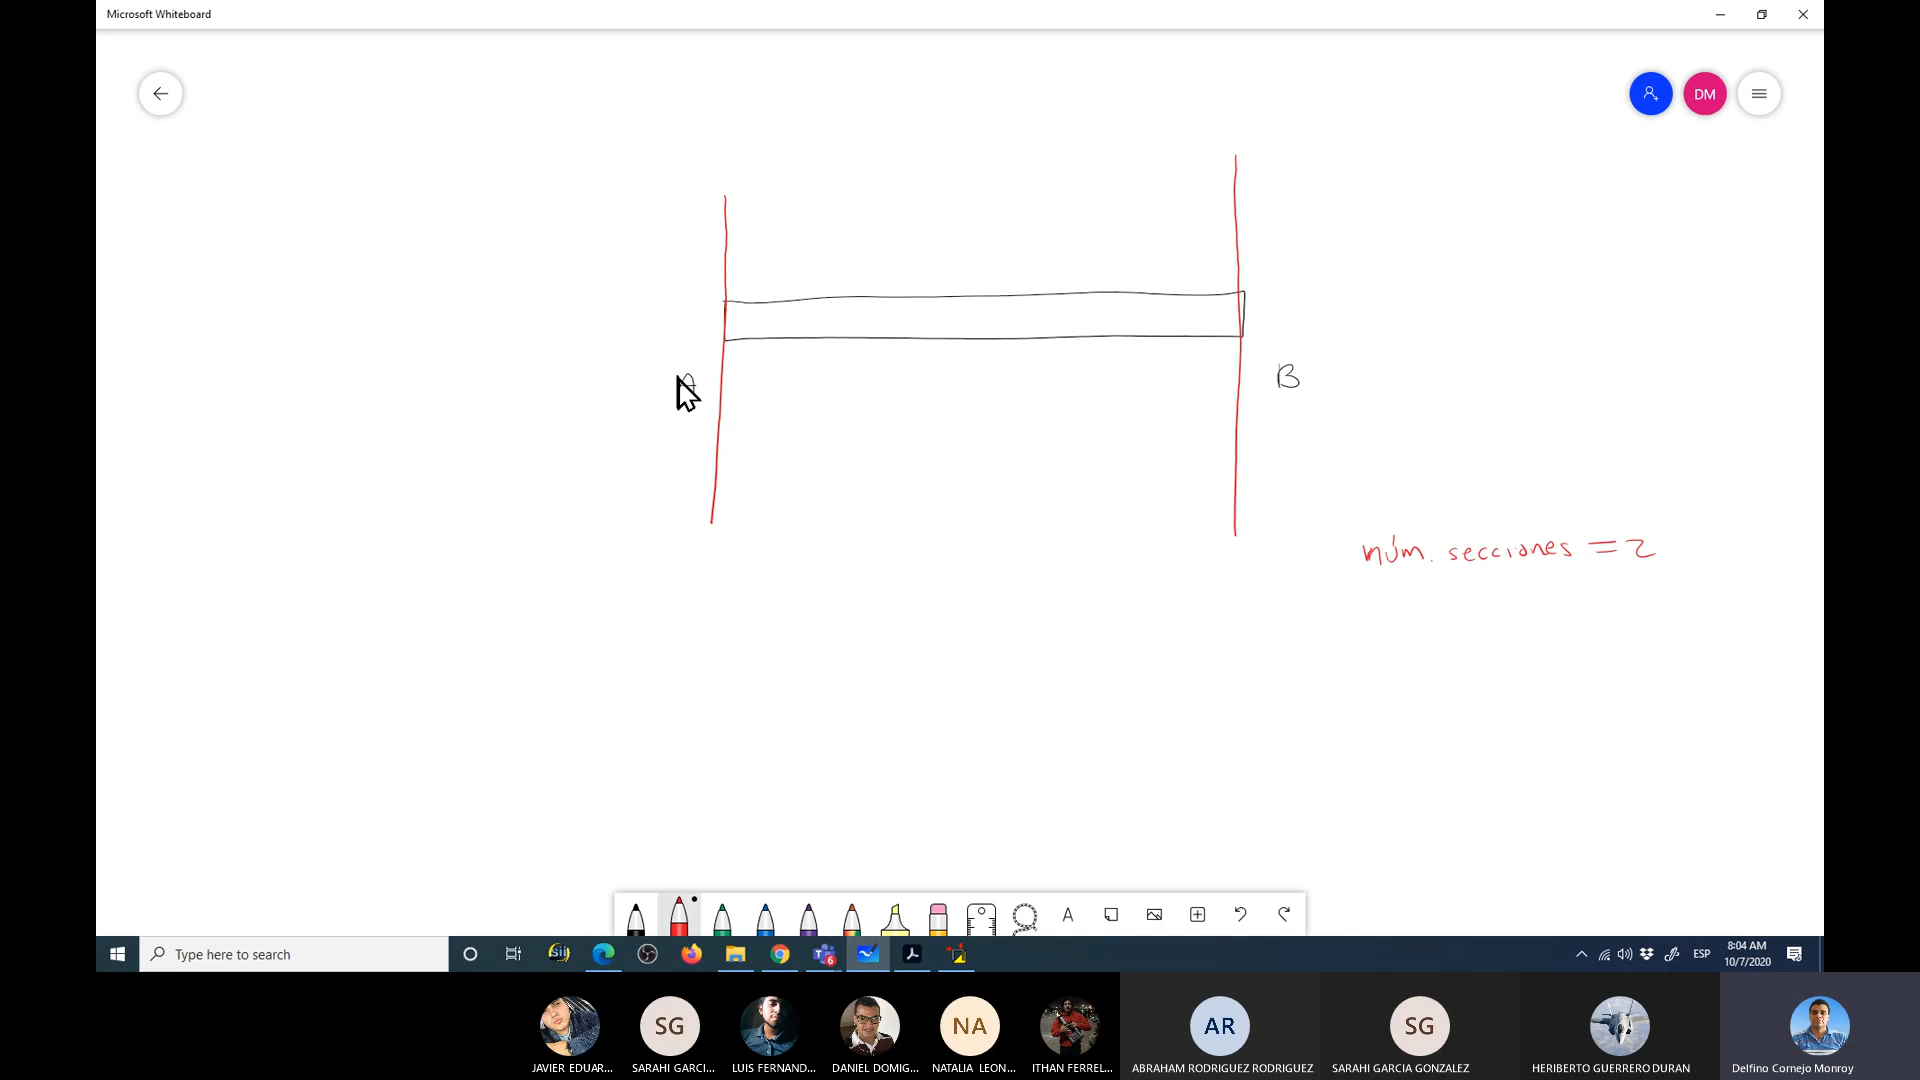 Microsoft Whiteboard
DM
A
B
núm. secciones = 2
A
Type here to search
sii
6
ESP
8:04 AM
10/7/2020
SG
NA
AR
SG
JAVIER EDUAR...
SARAHI GARCI...
LUIS FERNAND...
DANIEL DOMIG...
NATALIA LEON...
ITHAN FERREL...
ABRAHAM RODRIGUEZ RODRIGUEZ
SARAHI GARCIA GONZALEZ
HERIBERTO GUERRERO DURAN
Delfino Cornejo Monroy